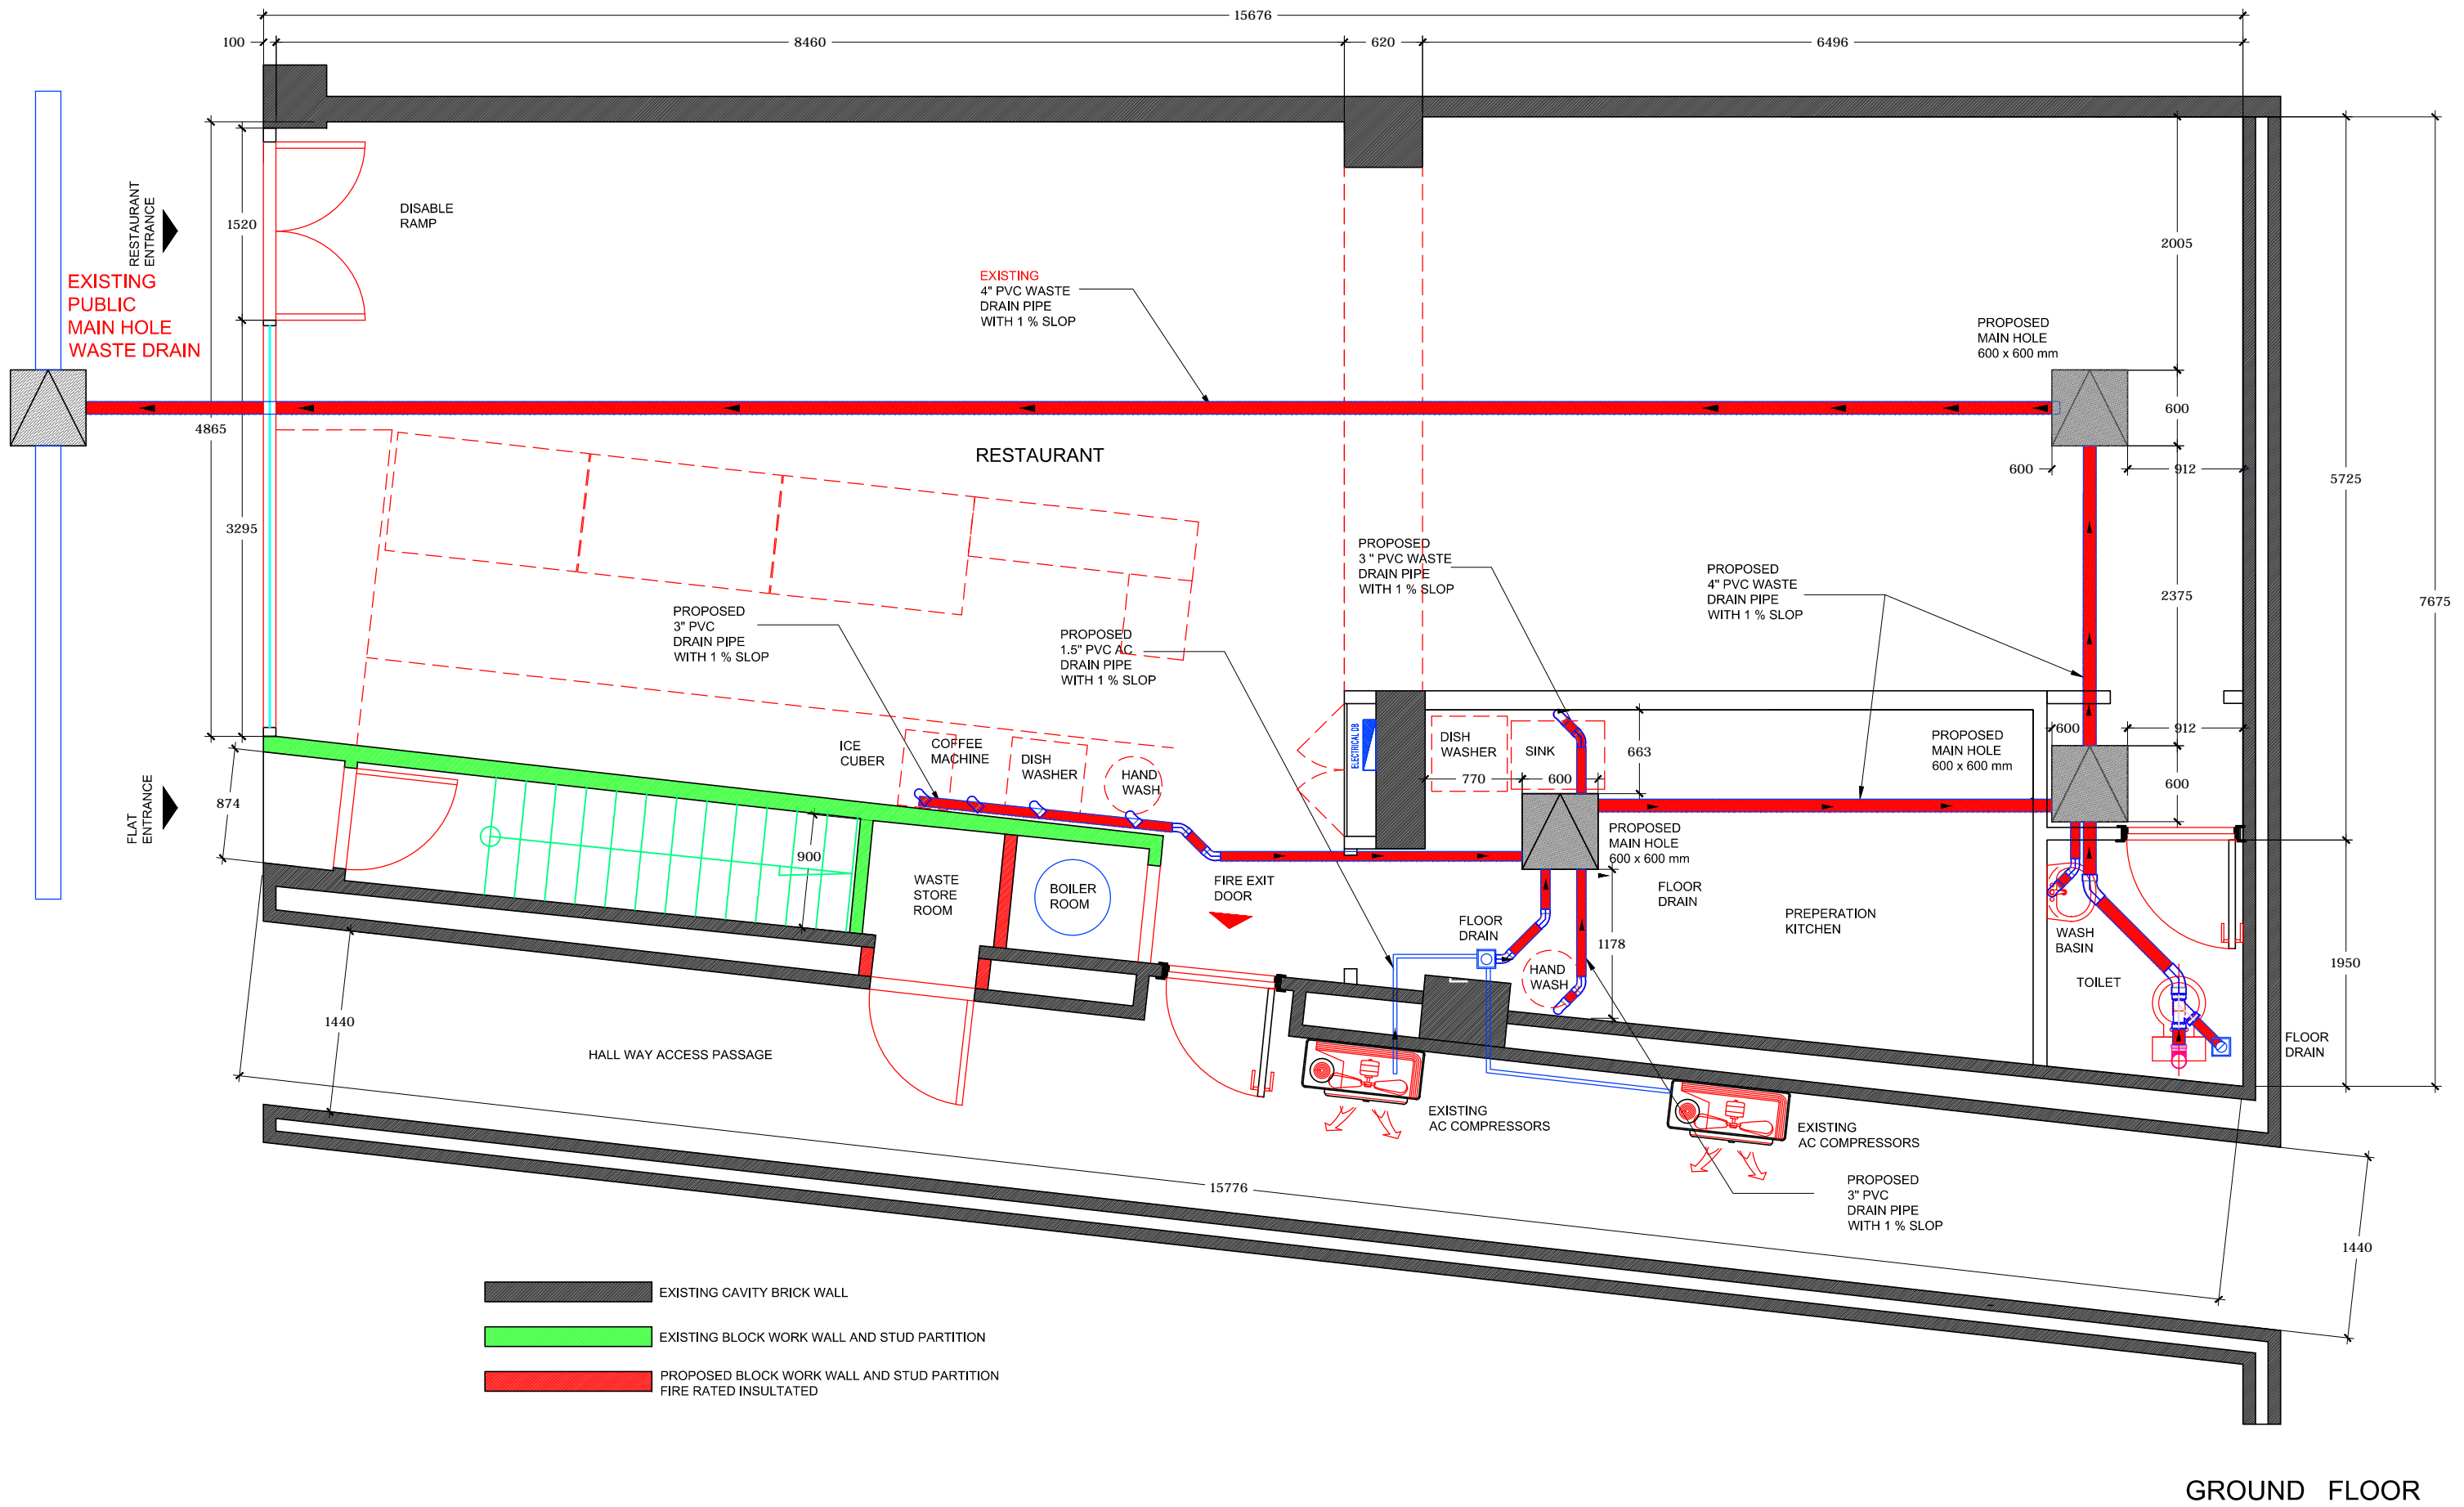 15676
100
8460
620
6496
RESTAURANT
ENTRANCE
1520
DISABLE
RAMP
2005
EXISTING
PUBLIC
MAIN HOLE
WASTE DRAIN
EXISTING
4" PVC WASTE
DRAIN PIPE
WITH 1 % SLOP
PROPOSED
MAIN HOLE
600 x 600 mm
600
4865
RESTAURANT
600
912
5725
3295
PROPOSED
3 " PVC WASTE
DRAIN PIPE
WITH 1 % SLOP
PROPOSED
4" PVC WASTE
DRAIN PIPE
WITH 1 % SLOP
2375
7675
PROPOSED
3" PVC
DRAIN PIPE
WITH 1 % SLOP
PROPOSED
1.5" PVC AC
DRAIN PIPE
WITH 1 % SLOP
ICE
CUBER
COFFEE
MACHINE
DISH
WASHER
HAND
WASH
ELECTRICAL DB
DISH
WASHER
SINK
663
770
600
PROPOSED
MAIN HOLE
600 x 600 mm
600
912
600
FLAT
ENTRANCE
874
900
PROPOSED
MAIN HOLE
600 x 600 mm
WASTE
STORE
ROOM
BOILER
ROOM
FIRE EXIT
DOOR
FLOOR
DRAIN
FLOOR
DRAIN
PREPERATION
KITCHEN
1178
HAND
WASH
WASH
BASIN
TOILET
1950
FLOOR
DRAIN
1440
HALL WAY ACCESS PASSAGE
EXISTING
AC COMPRESSORS
EXISTING
AC COMPRESSORS
15776
PROPOSED
3" PVC
DRAIN PIPE
WITH 1 % SLOP
1440
EXISTING CAVITY BRICK WALL
EXISTING BLOCK WORK WALL AND STUD PARTITION
PROPOSED BLOCK WORK WALL AND STUD PARTITION
FIRE RATED INSULTATED
GROUND FLOOR